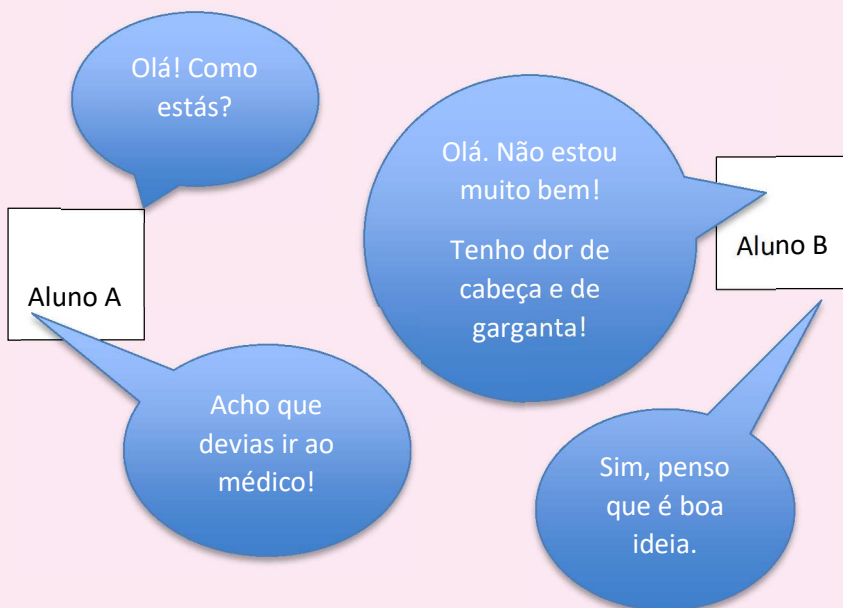 Olá! Como
estás?
Olá. Não estou
muito bem!
Tenho dor de
cabeça e de
garganta!
Aluno A
Aluno B
Acho que
devias ir ao
médico!
Sim, penso
que é boa
ideia.